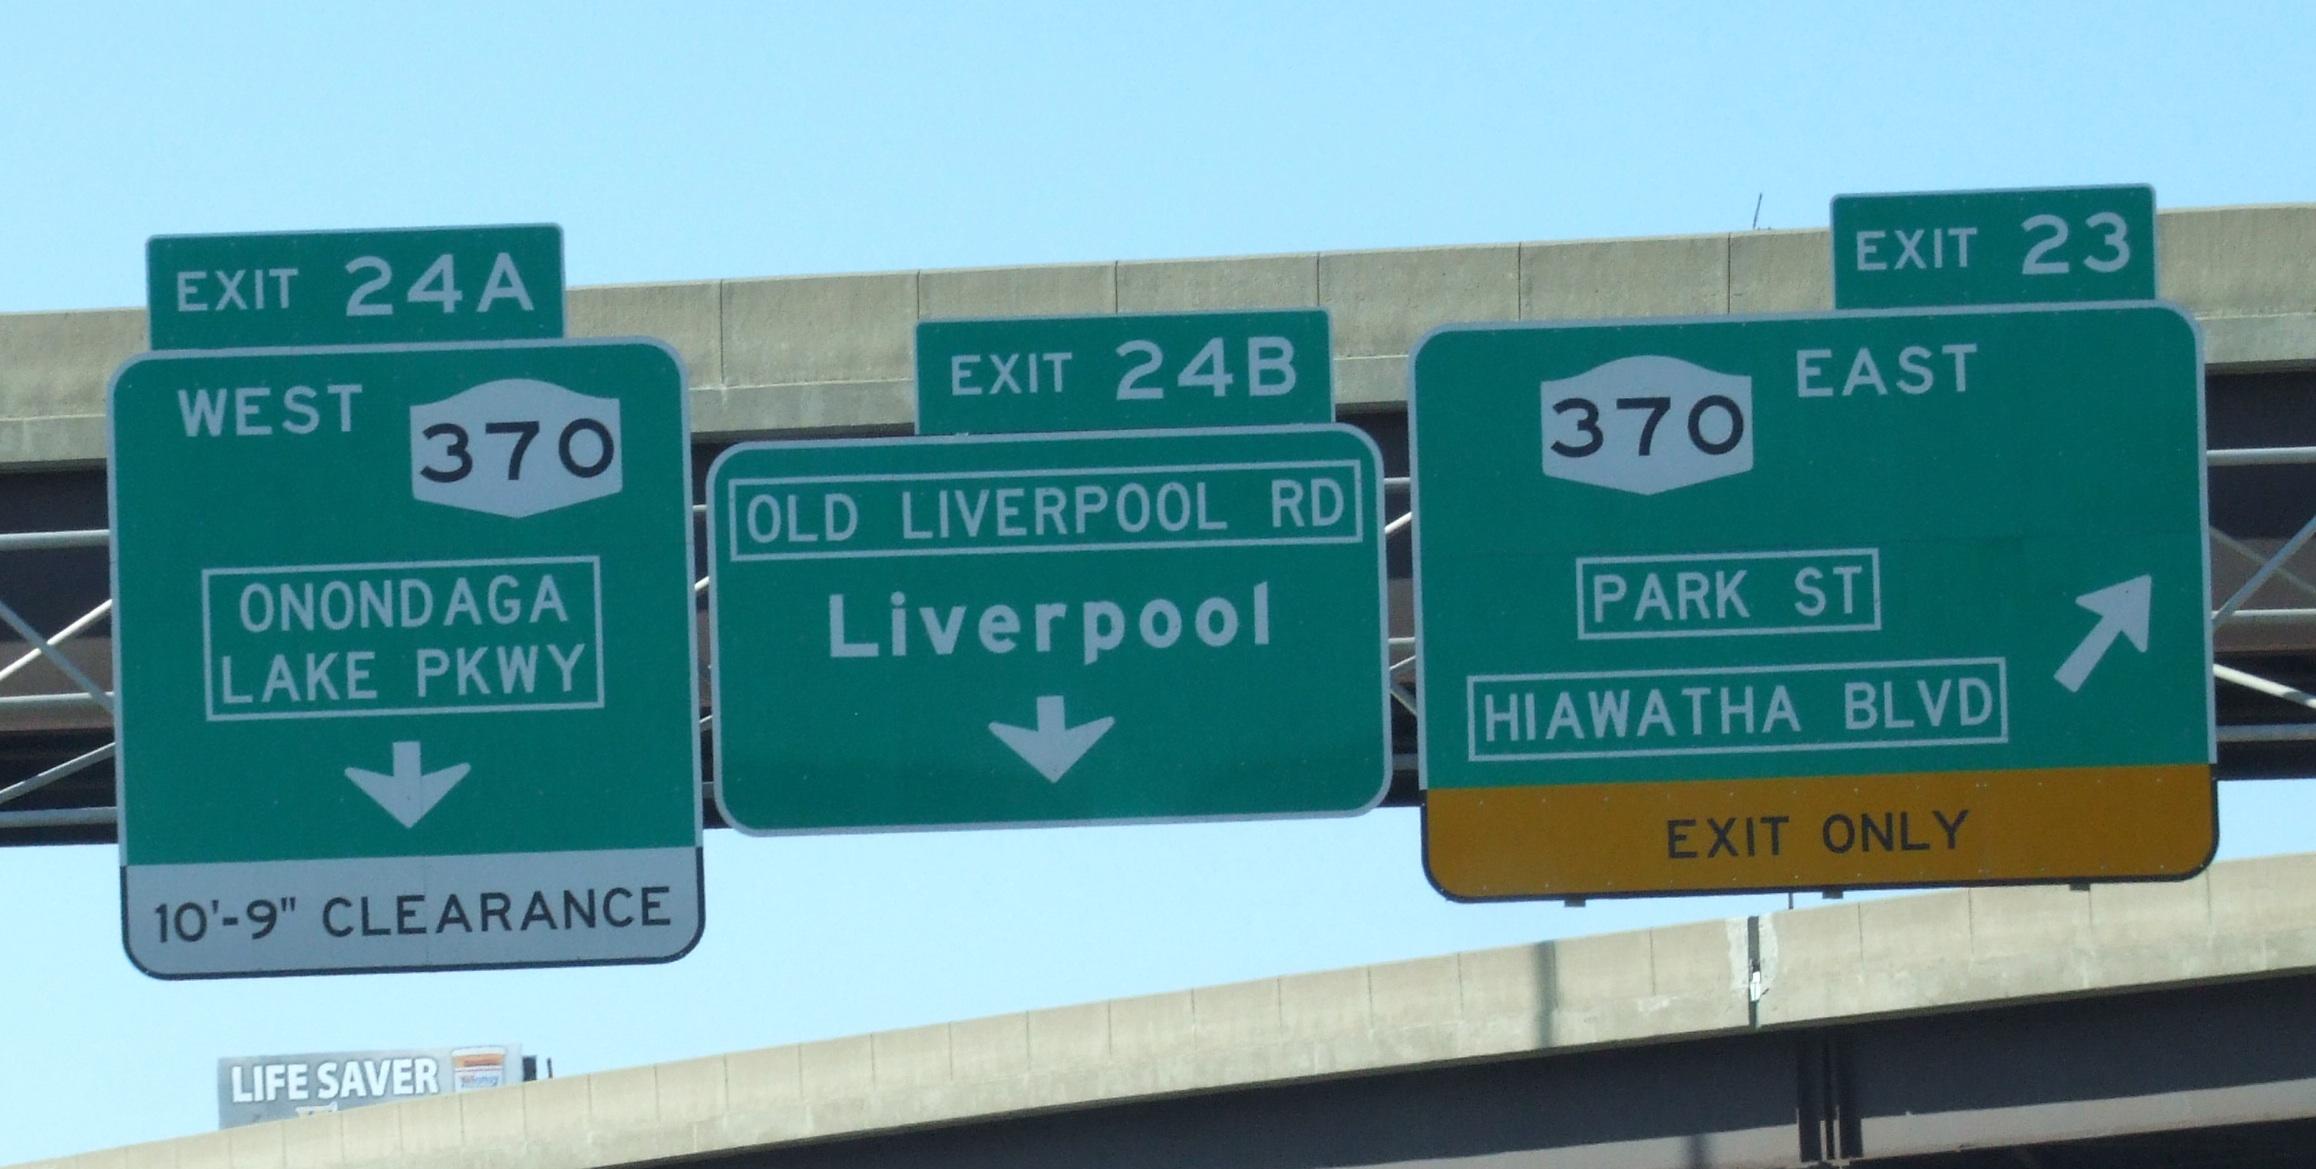 EXIT 24A
WEST 370
ONONDAGA
LAKE PKWY
10'-9" CLEARANCE
EXIT 24B
OLD LIVERPOOL RD
Liverpool
EXIT 23
370 EAST
PARK ST
HIAWATHA BLVD
EXIT ONLY
LIFE SAVER